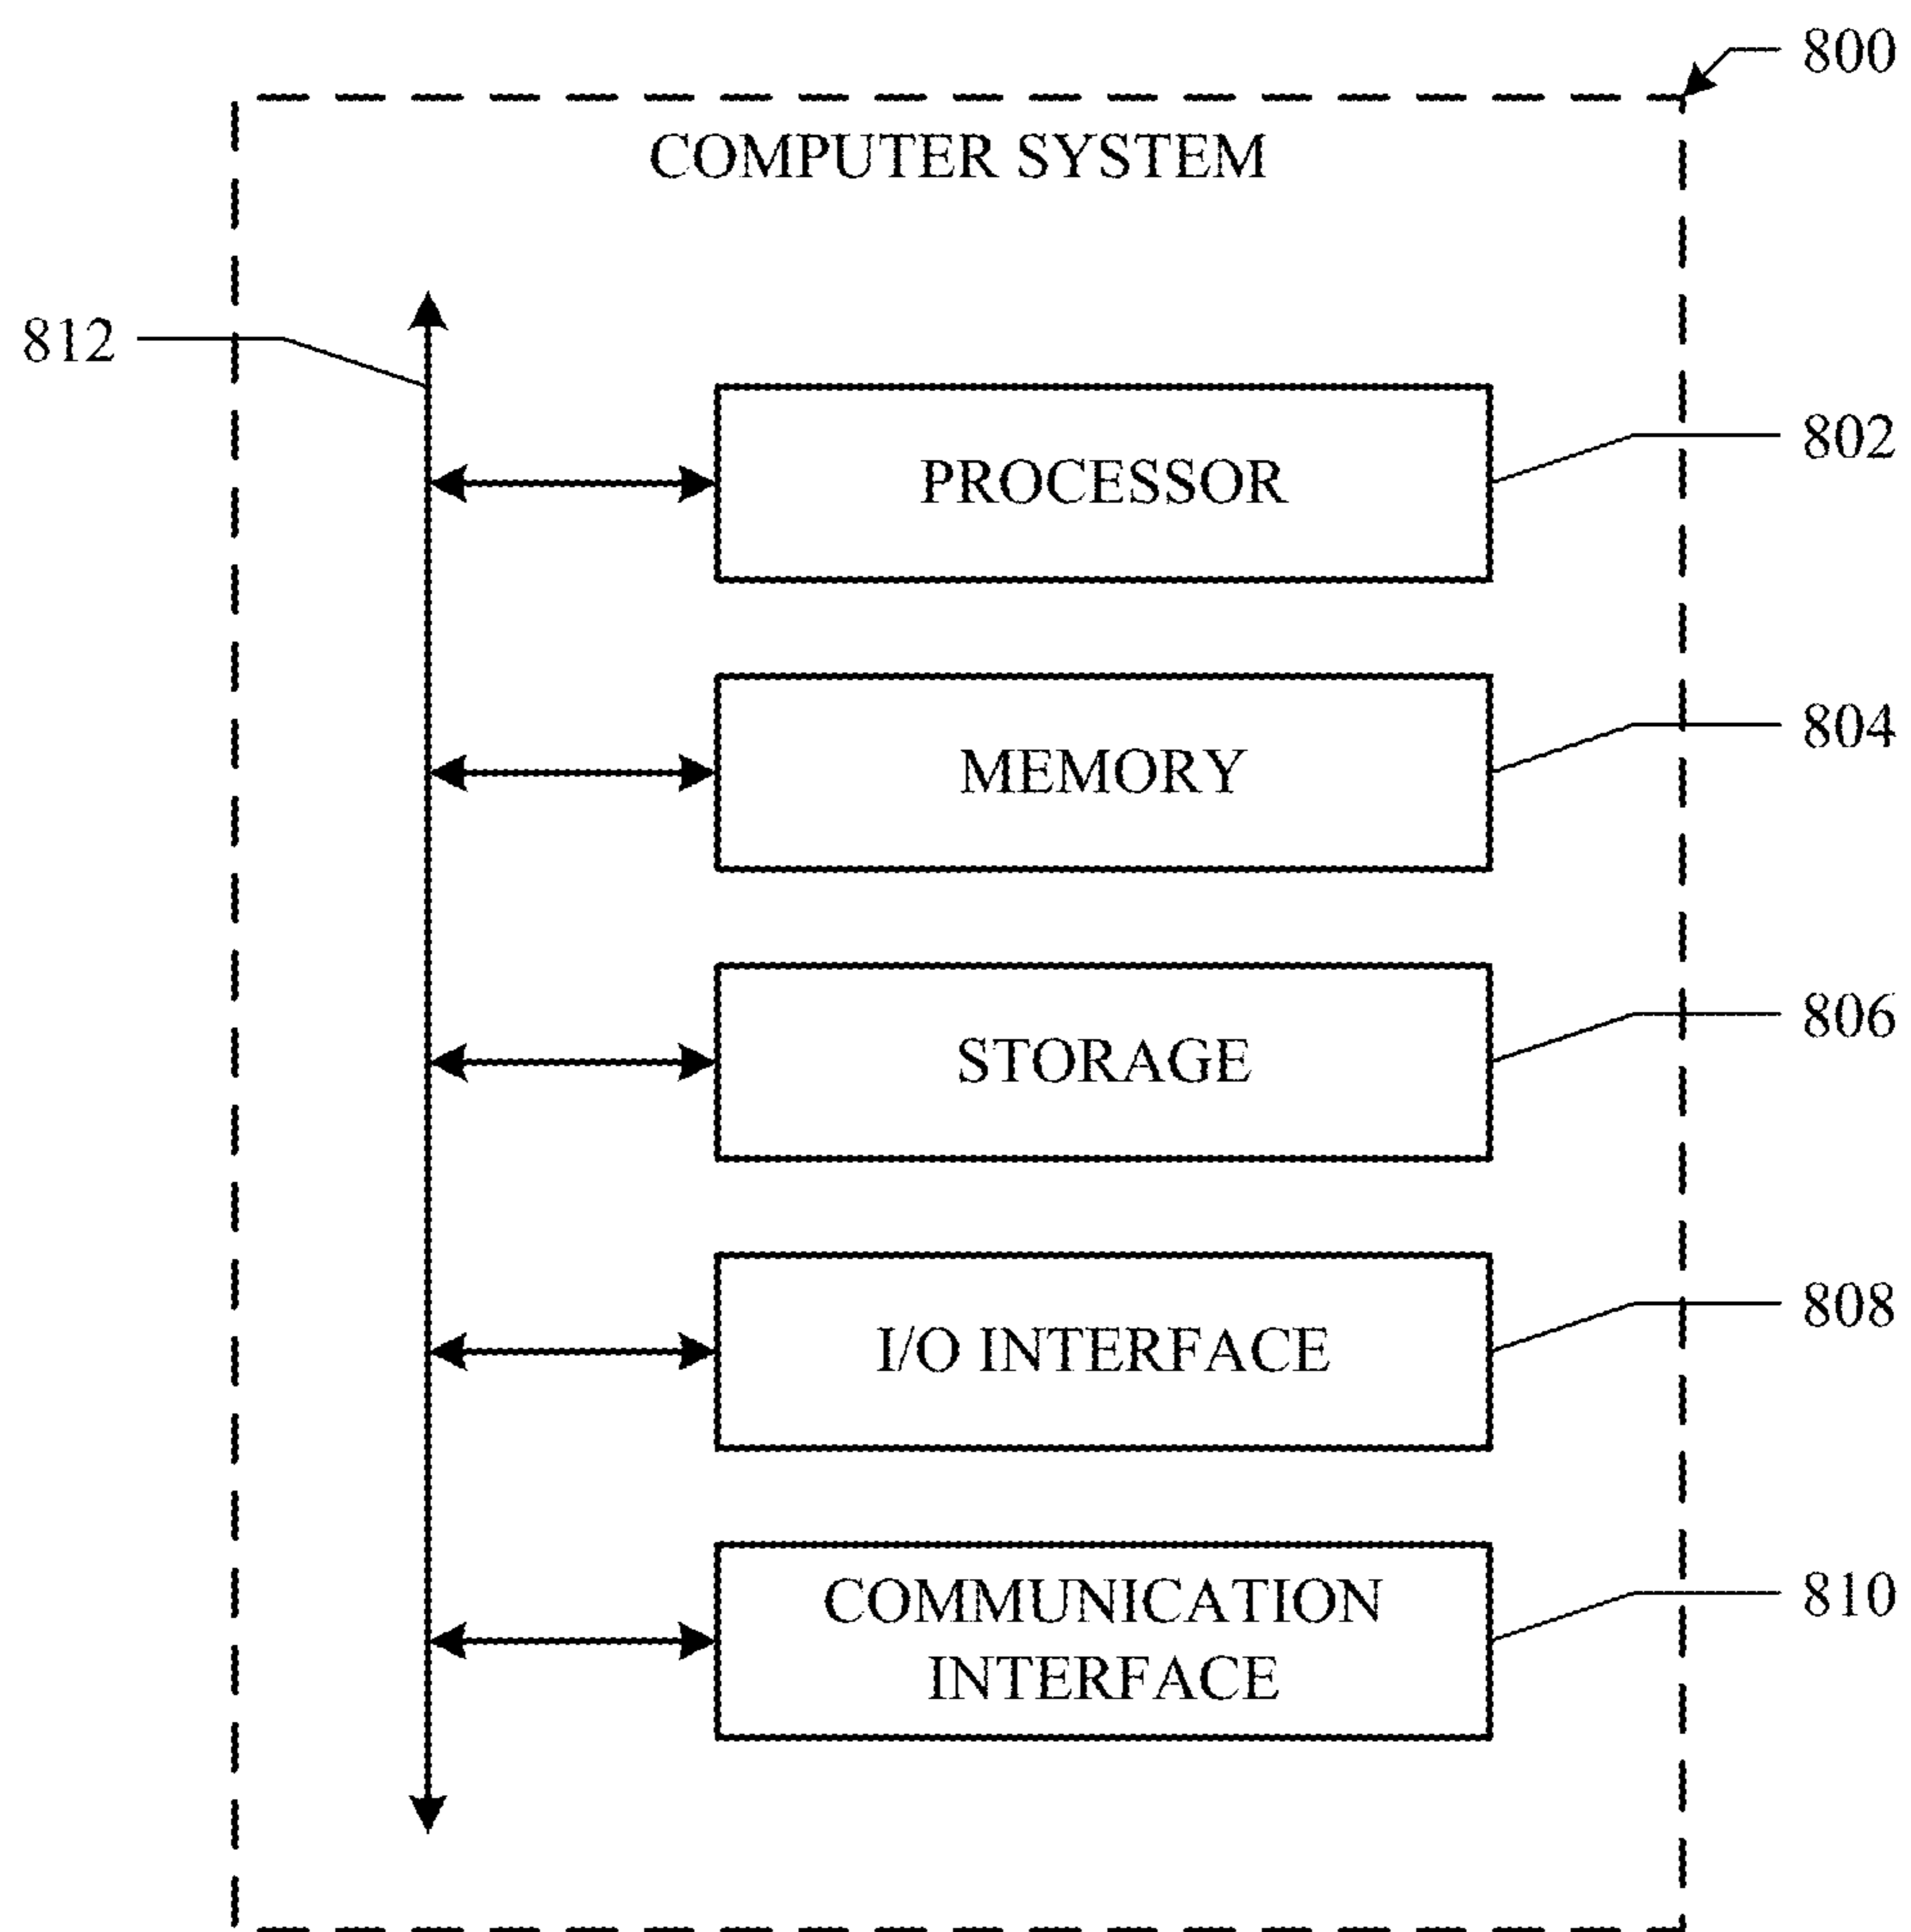 800
COMPUTER SYSTEM
812
PROCESSOR
802
MEMORY
804
STORAGE
806
I/O INTERFACE
808
COMMUNICATION
INTERFACE
810